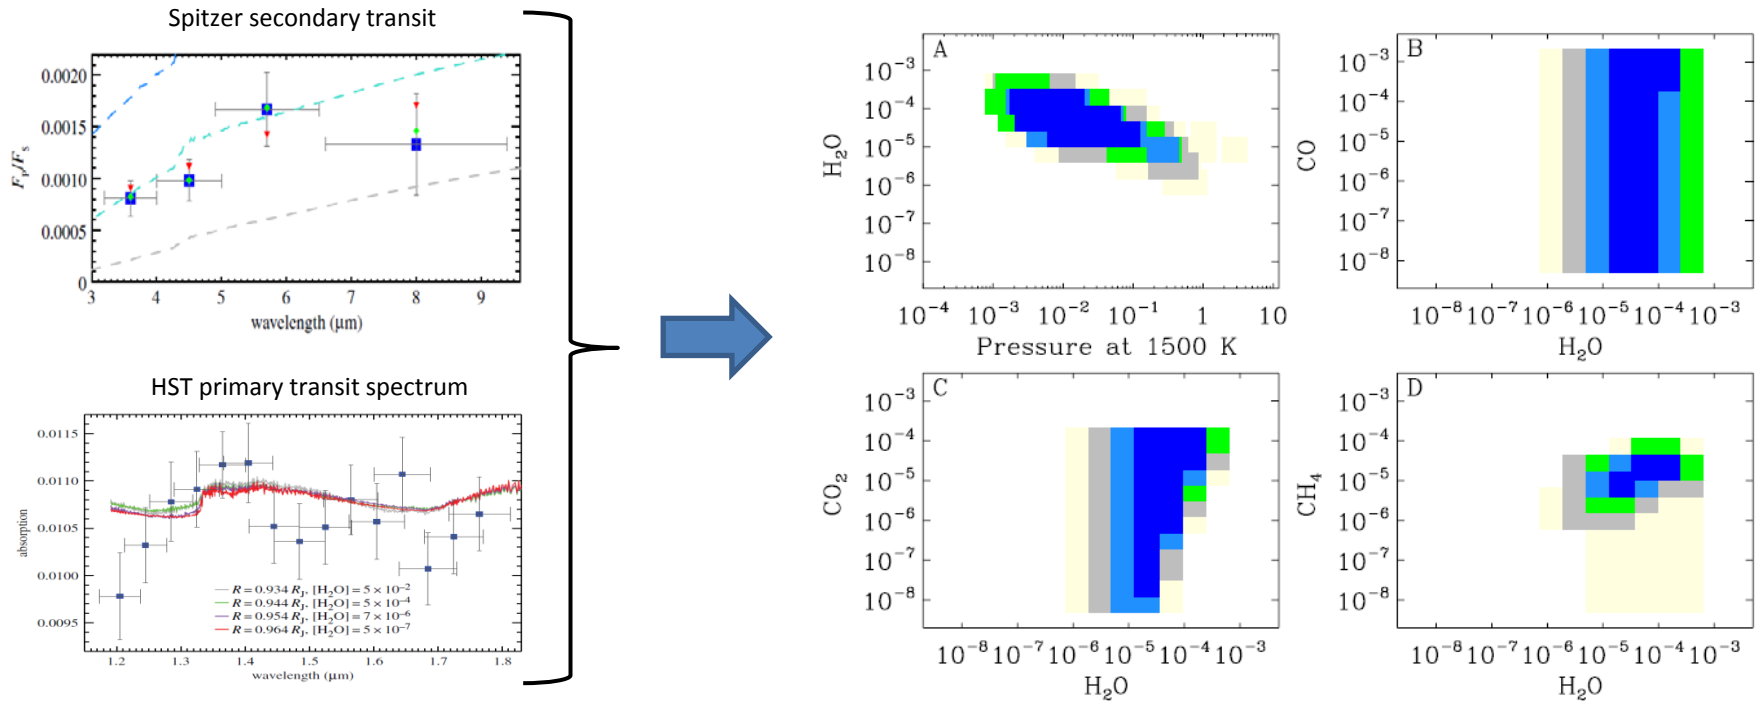 Spitzer secondary transit
0.0020
0.0015
0.0010
0.0005
0
F_P/F_S
3 4 5 6 7 8 9
wavelength (μm)
HST primary transit spectrum
0.0115
0.0110
0.0105
0.0100
0.0095
absorption
R = 0.934 R_J, [H₂O] = 5 × 10⁻²
R = 0.944 R_J, [H₂O] = 5 × 10⁻⁴
R = 0.954 R_J, [H₂O] = 7 × 10⁻⁶
R = 0.964 R_J, [H₂O] = 5 × 10⁻⁷
1.2 1.3 1.4 1.5 1.6 1.7 1.8
wavelength (μm)
A
10⁻³
10⁻⁴
10⁻⁵
10⁻⁶
10⁻⁷
10⁻⁸
H₂O
10⁻⁴ 10⁻³ 10⁻² 10⁻¹ 1 10
Pressure at 1500 K
B
10⁻³
10⁻⁴
10⁻⁵
10⁻⁶
10⁻⁷
10⁻⁸
CO
10⁻⁸ 10⁻⁷ 10⁻⁶ 10⁻⁵ 10⁻⁴ 10⁻³
H₂O
C
10⁻³
10⁻⁴
10⁻⁵
10⁻⁶
10⁻⁷
10⁻⁸
CO₂
10⁻⁸ 10⁻⁷ 10⁻⁶ 10⁻⁵ 10⁻⁴ 10⁻³
H₂O
D
10⁻³
10⁻⁴
10⁻⁵
10⁻⁶
10⁻⁷
10⁻⁸
CH₄
10⁻⁸ 10⁻⁷ 10⁻⁶ 10⁻⁵ 10⁻⁴ 10⁻³
H₂O